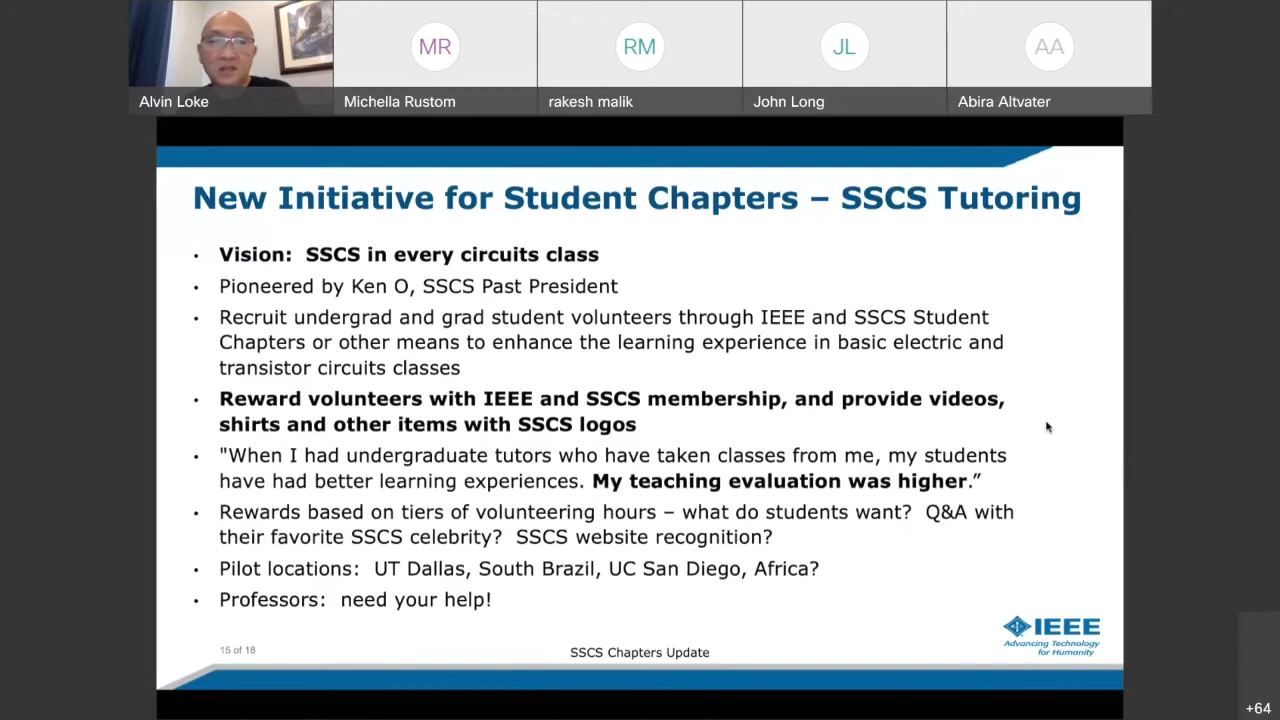 MR
RM
JL
AA
Alvin Loke
Michella Rustom
rakesh malik
John Long
Abira Altvater
New Initiative for Student Chapters – SSCS Tutoring
• Vision: SSCS in every circuits class
• Pioneered by Ken O, SSCS Past President
• Recruit undergrad and grad student volunteers through IEEE and SSCS Student
Chapters or other means to enhance the learning experience in basic electric and
transistor circuits classes
• Reward volunteers with IEEE and SSCS membership, and provide videos,
shirts and other items with SSCS logos
• "When I had undergraduate tutors who have taken classes from me, my students
have had better learning experiences. My teaching evaluation was higher.”
• Rewards based on tiers of volunteering hours – what do students want? Q&A with
their favorite SSCS celebrity? SSCS website recognition?
• Pilot locations: UT Dallas, South Brazil, UC San Diego, Africa?
• Professors: need your help!
IEEE
Advancing Technology
for Humanity
15 of 18
SSCS Chapters Update
+64